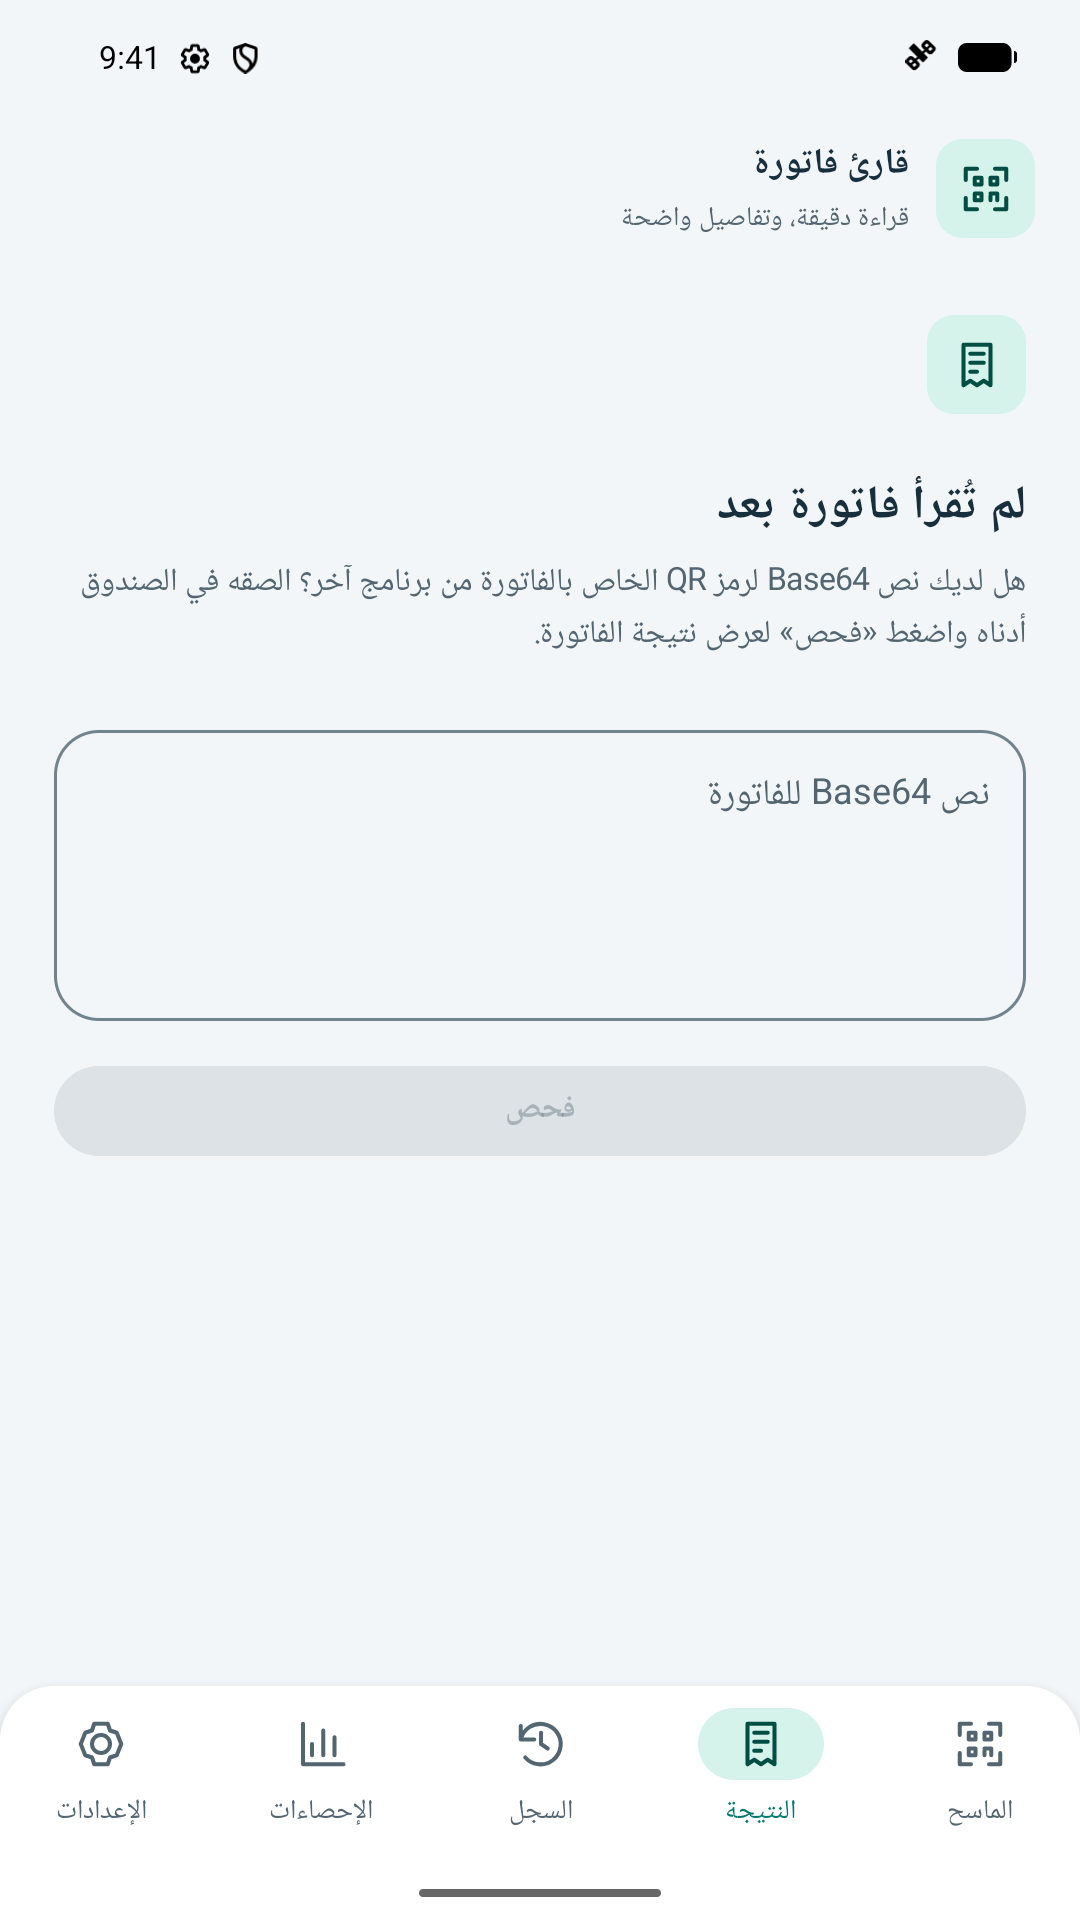 9:41
قارئ فاتورة
قراءة دقيقة، وتفاصيل واضحة
لم تُقرأ فاتورة بعد
هل لديك نص Base64 لرمز QR الخاص بالفاتورة من برنامج آخر؟ الصقه في الصندوق
أدناه واضغط «فحص» لعرض نتيجة الفاتورة.
نص Base64 للفاتورة
فحص
الماسح
النتيجة
السجل
الإحصاءات
الإعدادات